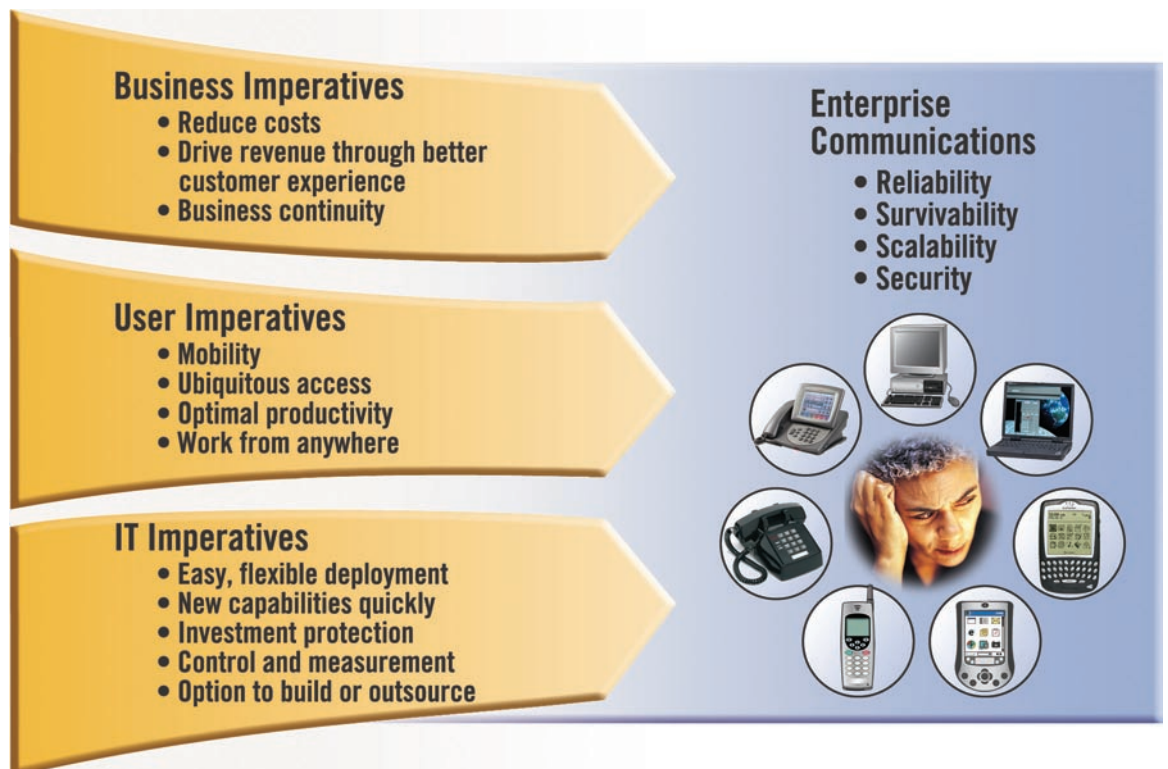 Business Imperatives
• Reduce costs
• Drive revenue through better
customer experience
• Business continuity
User Imperatives
• Mobility
• Ubiquitous access
• Optimal productivity
• Work from anywhere
IT Imperatives
• Easy, flexible deployment
• New capabilities quickly
• Investment protection
• Control and measurement
• Option to build or outsource
Enterprise
Communications
• Reliability
• Survivability
• Scalability
• Security